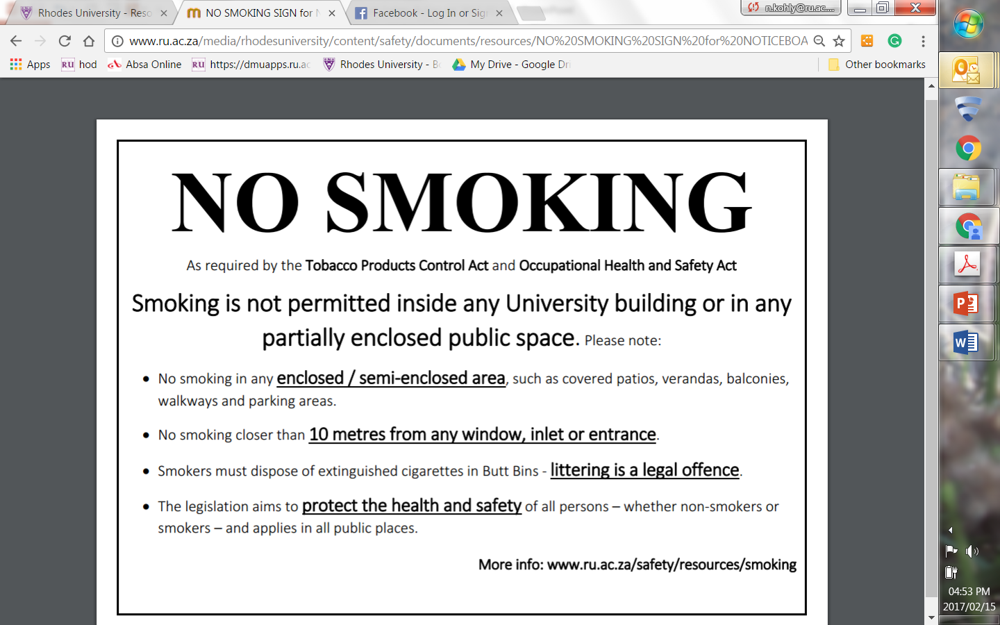 Rhodes University - Reso
NO SMOKING SIGN for N
Facebook - Log In or Sig
n.kohly@ru.ac....
www.ru.ac.za/media/rhodesuniversity/content/safety/documents/resources/NO%20SMOKING%20SIGN%20for%20NOTICEBOA
Apps RU hod Absa Online RU https://dmuapps.ru.ac Rhodes University - Bo My Drive - Google Dri Other bookmarks
NO SMOKING
As required by the Tobacco Products Control Act and Occupational Health and Safety Act
Smoking is not permitted inside any University building or in any
partially enclosed public space. Please note:
• No smoking in any enclosed / semi-enclosed area, such as covered patios, verandas, balconies,
walkways and parking areas.
• No smoking closer than 10 metres from any window, inlet or entrance.
• Smokers must dispose of extinguished cigarettes in Butt Bins - littering is a legal offence.
• The legislation aims to protect the health and safety of all persons – whether non-smokers or
smokers – and applies in all public places.
More info: www.ru.ac.za/safety/resources/smoking
04:53 PM
2017/02/15